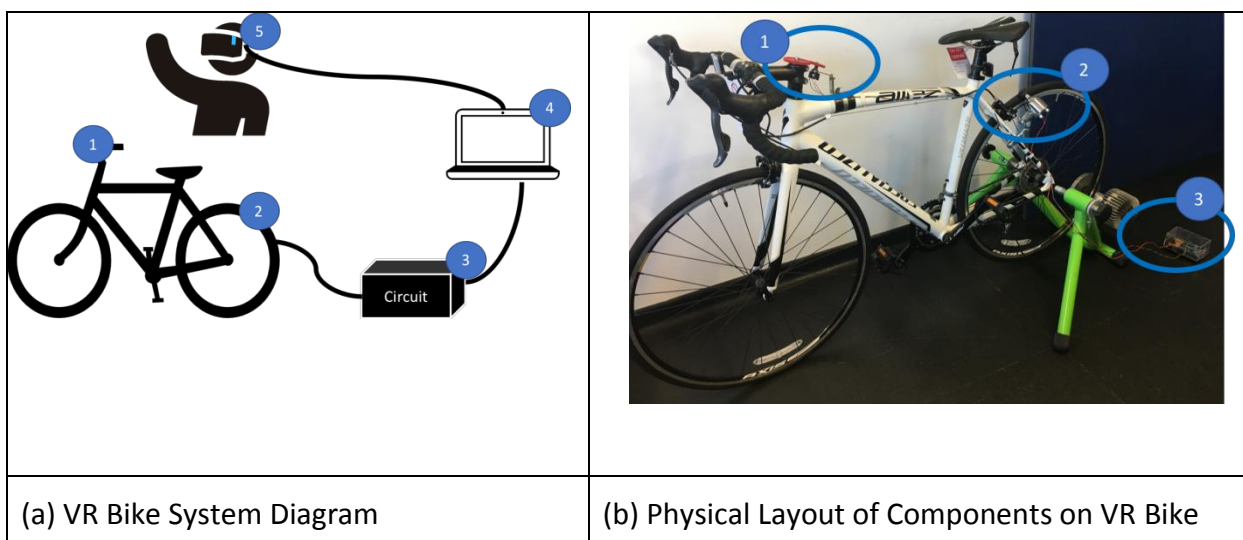 5
4
1
2
3
Circuit
1
2
3
ALLEZ
AXIS
(a) VR Bike System Diagram
(b) Physical Layout of Components on VR Bike